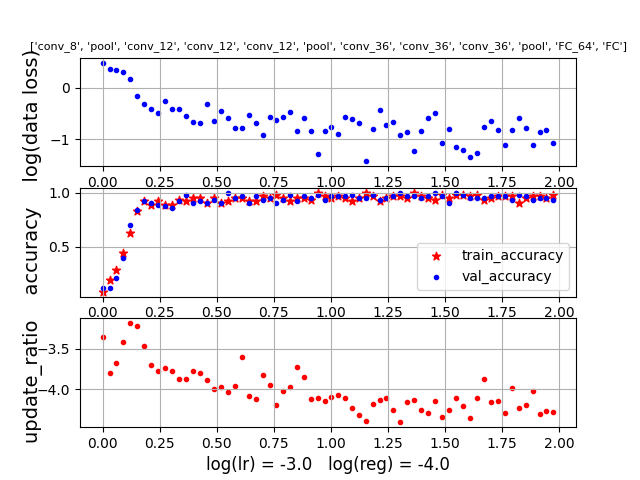 ['conv_8', 'pool', 'conv_12', 'conv_12', 'conv_12', 'pool', 'conv_36', 'conv_36', 'conv_36', 'pool', 'FC_64', 'FC']
log(data loss)
0
−1
0.00 0.25 0.50 0.75 1.00 1.25 1.50 1.75 2.00
accuracy
1.0
0.5
train_accuracy
val_accuracy
0.00 0.25 0.50 0.75 1.00 1.25 1.50 1.75 2.00
update_ratio
−3.5
−4.0
0.00 0.25 0.50 0.75 1.00 1.25 1.50 1.75 2.00
log(lr) = -3.0 log(reg) = -4.0